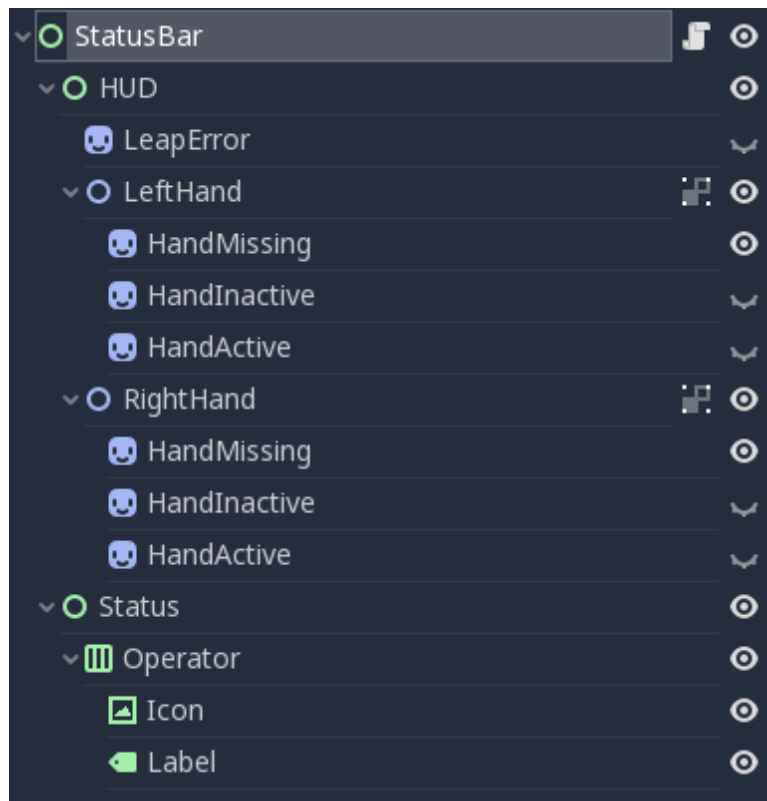 StatusBar
HUD
LeapError
LeftHand
HandMissing
HandInactive
HandActive
RightHand
HandMissing
HandInactive
HandActive
Status
Operator
Icon
Label